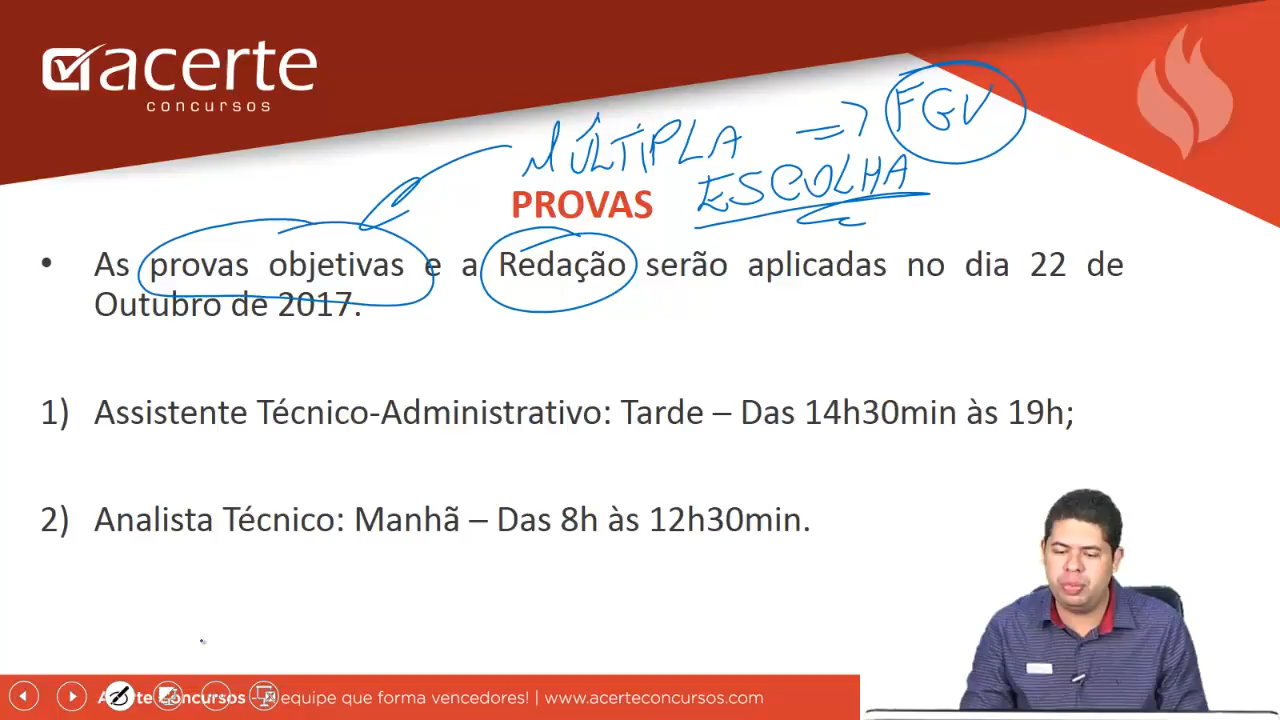 acerte
concursos
MÚLTIPLA => FGV
ESCOLHA
PROVAS
• As provas objetivas e a Redação serão aplicadas no dia 22 de
Outubro de 2017.
1) Assistente Técnico-Administrativo: Tarde – Das 14h30min às 19h;
2) Analista Técnico: Manhã – Das 8h às 12h30min.
Concursos equipe que forma vencedores! | www.acerteconcursos.com